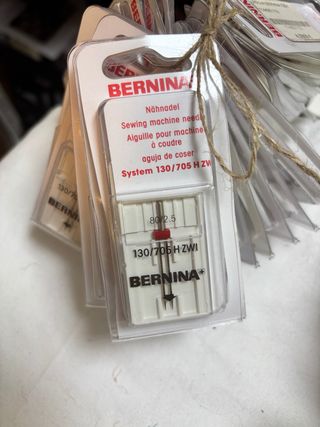 BERNINA
Nähnadel
Sewing machine needle
Aiguille pour machine
à coudre
aguja de coser
System 130/705 H ZWI
80/2.5
130/705 H ZWI
BERNINA+